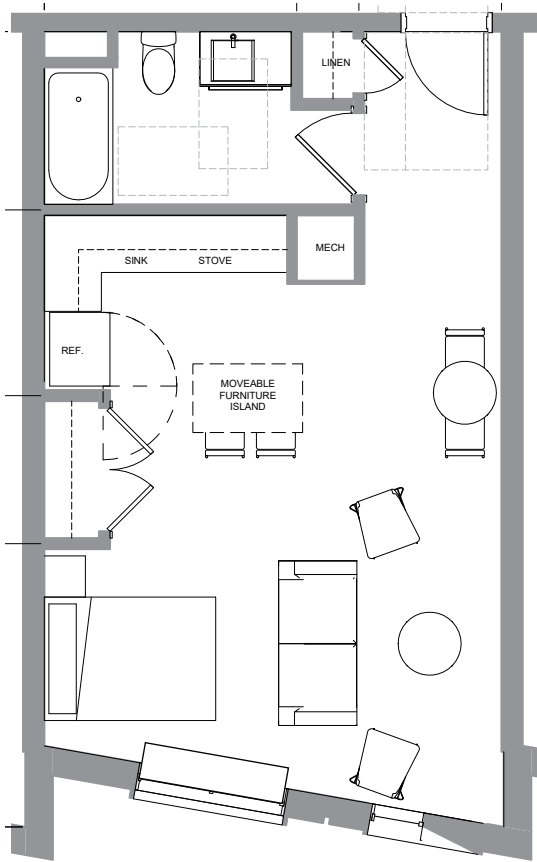 LINEN
MECH
SINK STOVE
REF.
MOVEABLE
FURNITURE
ISLAND